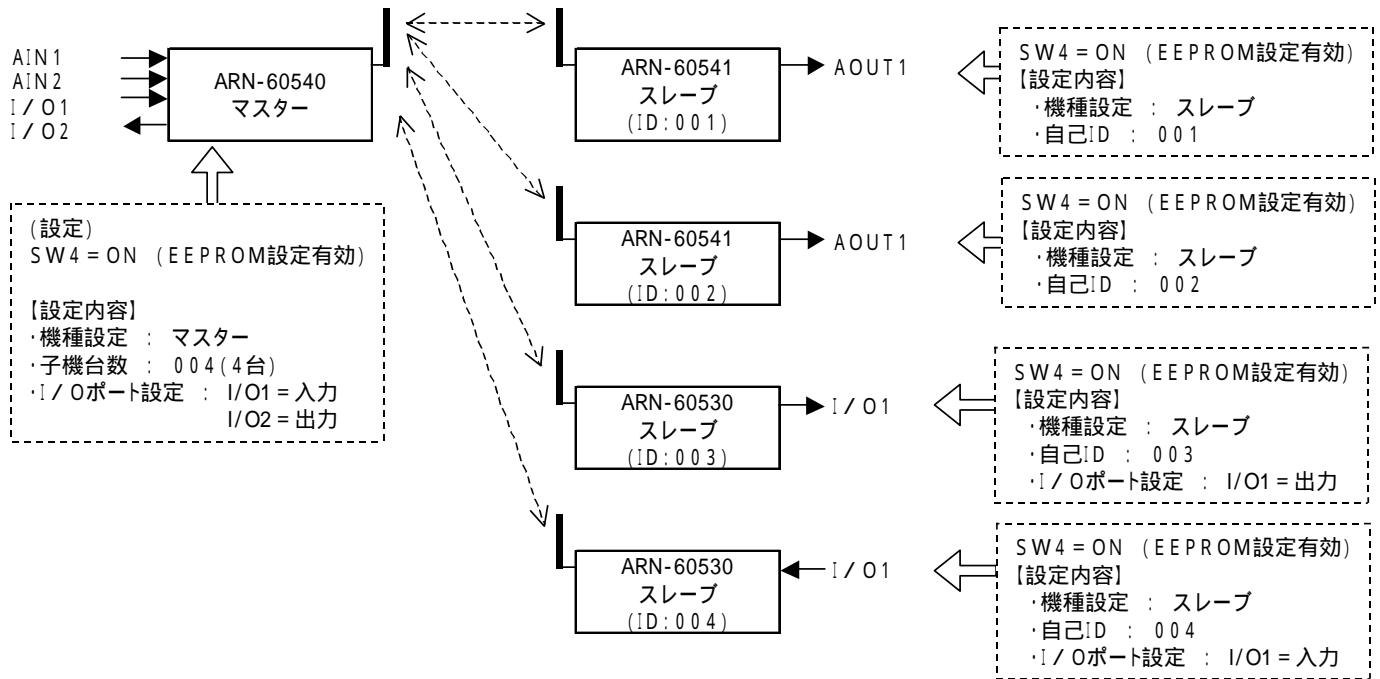 AIN1
AIN2
I/O1
I/O2
ARN-60540
マスター
(設定)
SW4=ON (EEPROM設定有効)
【設定内容】
・機種設定 : マスター
・子機台数 : 004(4台)
・I/Oポート設定 : I/O1=入力
I/O2=出力
ARN-60541
スレーブ
(ID:001)
AOUT1
SW4=ON (EEPROM設定有効)
【設定内容】
・機種設定 : スレーブ
・自己ID : 001
ARN-60541
スレーブ
(ID:002)
AOUT1
SW4=ON (EEPROM設定有効)
【設定内容】
・機種設定 : スレーブ
・自己ID : 002
ARN-60530
スレーブ
(ID:003)
I/O1
SW4=ON (EEPROM設定有効)
【設定内容】
・機種設定 : スレーブ
・自己ID : 003
・I/Oポート設定 : I/O1=出力
ARN-60530
スレーブ
(ID:004)
I/O1
SW4=ON (EEPROM設定有効)
【設定内容】
・機種設定 : スレーブ
・自己ID : 004
・I/Oポート設定 : I/O1=入力